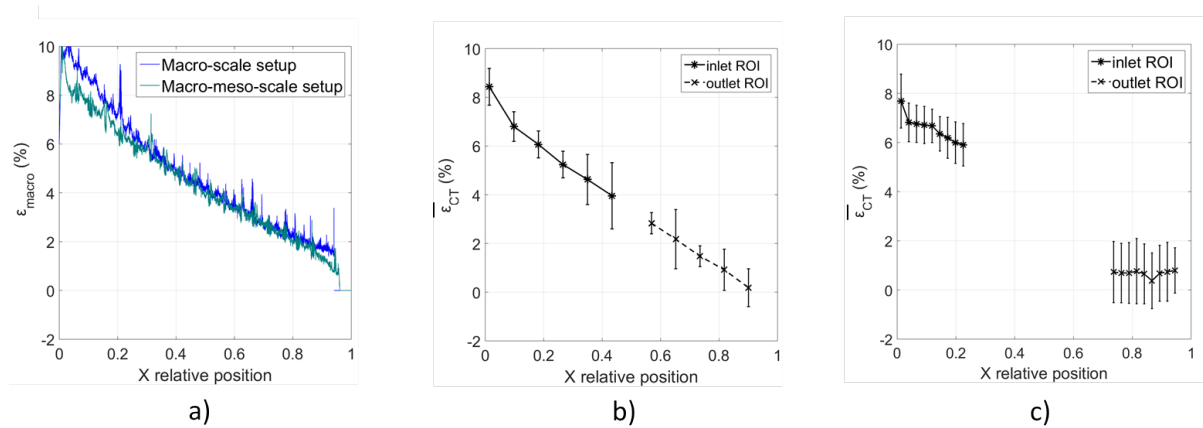 10
8
6
4
2
0
-2
ε_macro (%)
Macro-scale setup
Macro-meso-scale setup
0 0.2 0.4 0.6 0.8 1
X relative position
a)
10
8
6
4
2
0
-2
ε̅_CT (%)
inlet ROI
outlet ROI
0 0.2 0.4 0.6 0.8 1
X relative position
b)
10
8
6
4
2
0
-2
ε̅_CT (%)
inlet ROI
outlet ROI
0 0.2 0.4 0.6 0.8 1
X relative position
c)